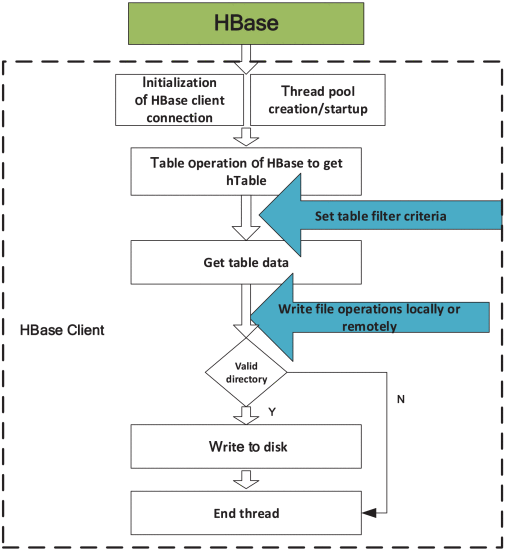 HBase
Initialization
of HBase client
connection
Thread pool
creation/startup
Table operation of HBase to get
hTable
Set table filter criteria
Get table data
Write file operations locally or
remotely
HBase Client
Valid
directory
N
Y
Write to disk
End thread